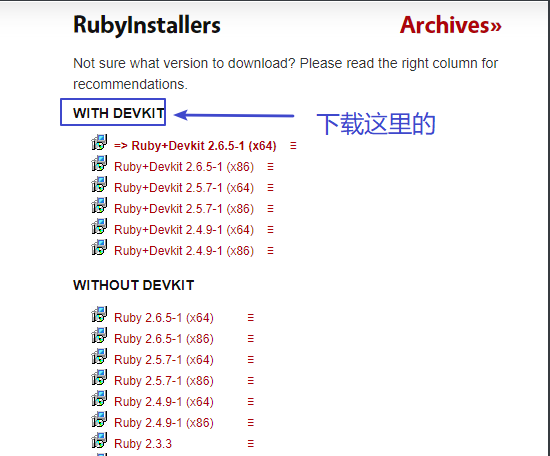 RubyInstallers Archives»
Not sure what version to download? Please read the right column for
recommendations.
WITH DEVKIT
下载这里的
=> Ruby+Devkit 2.6.5-1 (x64)
Ruby+Devkit 2.6.5-1 (x86)
Ruby+Devkit 2.5.7-1 (x64)
Ruby+Devkit 2.5.7-1 (x86)
Ruby+Devkit 2.4.9-1 (x64)
Ruby+Devkit 2.4.9-1 (x86)
WITHOUT DEVKIT
Ruby 2.6.5-1 (x64)
Ruby 2.6.5-1 (x86)
Ruby 2.5.7-1 (x64)
Ruby 2.5.7-1 (x86)
Ruby 2.4.9-1 (x64)
Ruby 2.4.9-1 (x86)
Ruby 2.3.3